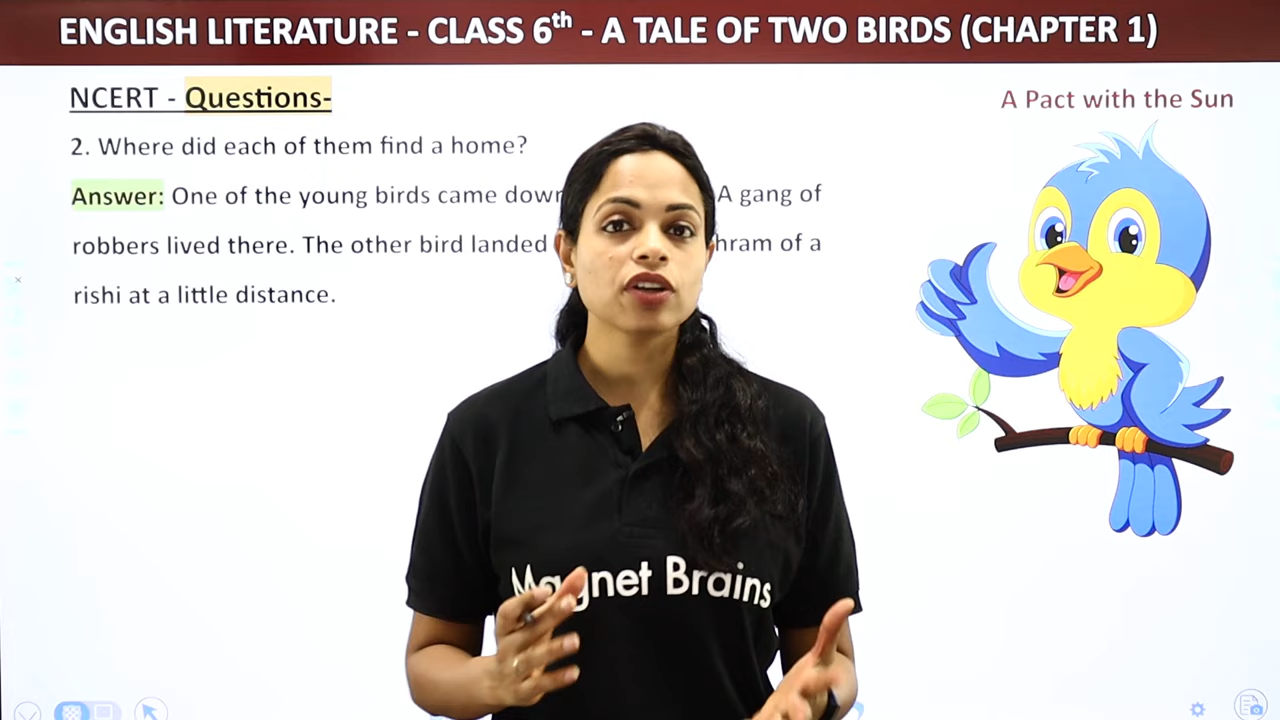 ENGLISH LITERATURE - CLASS 6th - A TALE OF TWO BIRDS (CHAPTER 1)
NCERT - Questions-
A Pact with the Sun
2. Where did each of them find a home?
Answer: One of the young birds came down A gang of
robbers lived there. The other bird landed of a
rishi at a little distance.
Magnet Brains